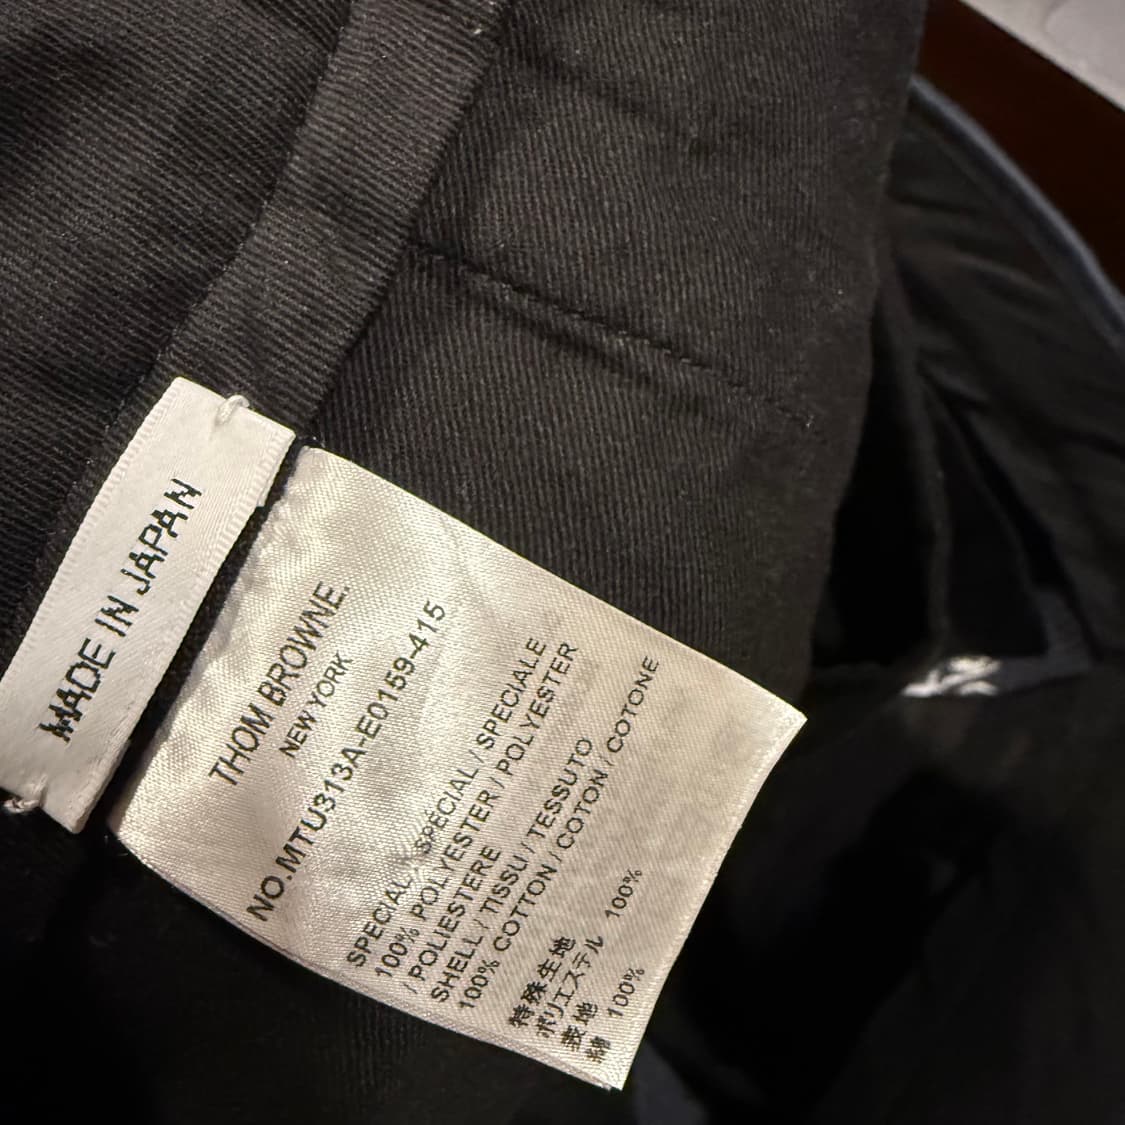 MADE IN JAPAN
THOM BROWNE.
NEW YORK
NO.MTU313A-E0159-415
SPECIAL / SPÉCIAL / SPECIALE
100% POLYESTER / POLYESTER
/ POLIESTERE
SHELL / TISSU / TESSUTO
100% COTTON / COTON / COTONE
特殊生地
ポリエステル 100%
表地
綿 100%